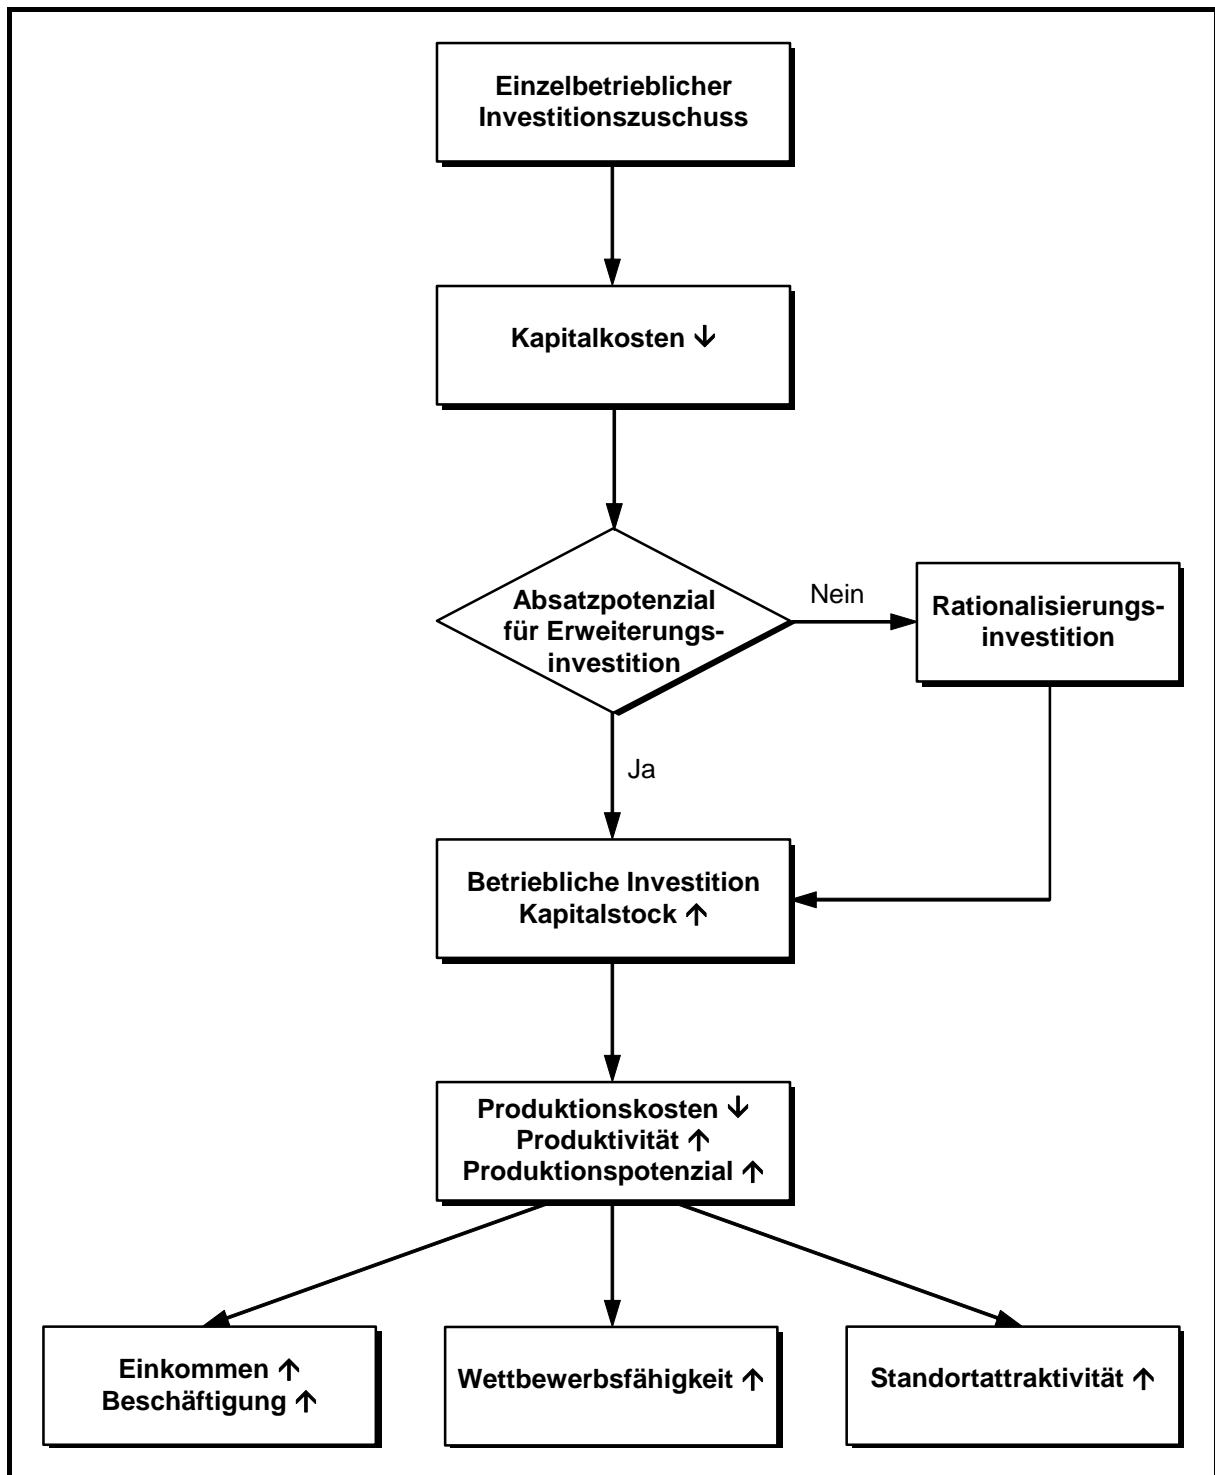 Einzelbetrieblicher
Investitionszuschuss
Kapitalkosten ↓
Absatzpotenzial
für Erweiterungs-
investition
Nein
Rationalisierungs-
investition
Ja
Betriebliche Investition
Kapitalstock ↑
Produktionskosten ↓
Produktivität ↑
Produktionspotenzial ↑
Einkommen ↑
Beschäftigung ↑
Wettbewerbsfähigkeit ↑
Standortattraktivität ↑